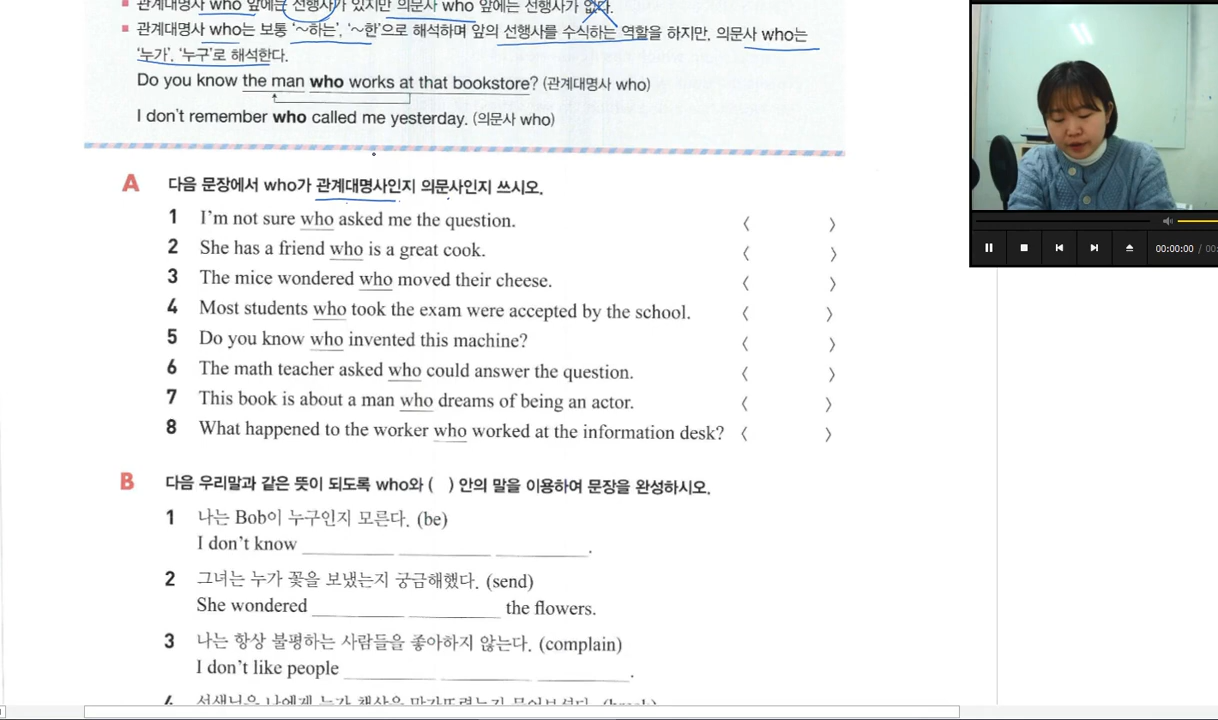 관계대명사 who 앞에는 선행사가 있지만 의문사 who 앞에는 선행사가 없다.
관계대명사 who는 보통 '~하는', '~한'으로 해석하며 앞의 선행사를 수식하는 역할을 하지만, 의문사 who는
'누가', '누구'로 해석한다.
Do you know the man who works at that bookstore? (관계대명사 who)
I don't remember who called me yesterday. (의문사 who)
A 다음 문장에서 who가 관계대명사인지 의문사인지 쓰시오.
1 I'm not sure who asked me the question. 〈 〉
2 She has a friend who is a great cook. 〈 〉
3 The mice wondered who moved their cheese. 〈 〉
4 Most students who took the exam were accepted by the school. 〈 〉
5 Do you know who invented this machine? 〈 〉
6 The math teacher asked who could answer the question. 〈 〉
7 This book is about a man who dreams of being an actor. 〈 〉
8 What happened to the worker who worked at the information desk? 〈 〉
B 다음 우리말과 같은 뜻이 되도록 who와 ( ) 안의 말을 이용하여 문장을 완성하시오.
1 나는 Bob이 누구인지 모른다. (be)
I don't know ___ ___ ___.
2 그녀는 누가 꽃을 보냈는지 궁금해했다. (send)
She wondered ___ ___ the flowers.
3 나는 항상 불평하는 사람들을 좋아하지 않는다. (complain)
I don't like people ___ ___ ___.
00:00:00 / 00: